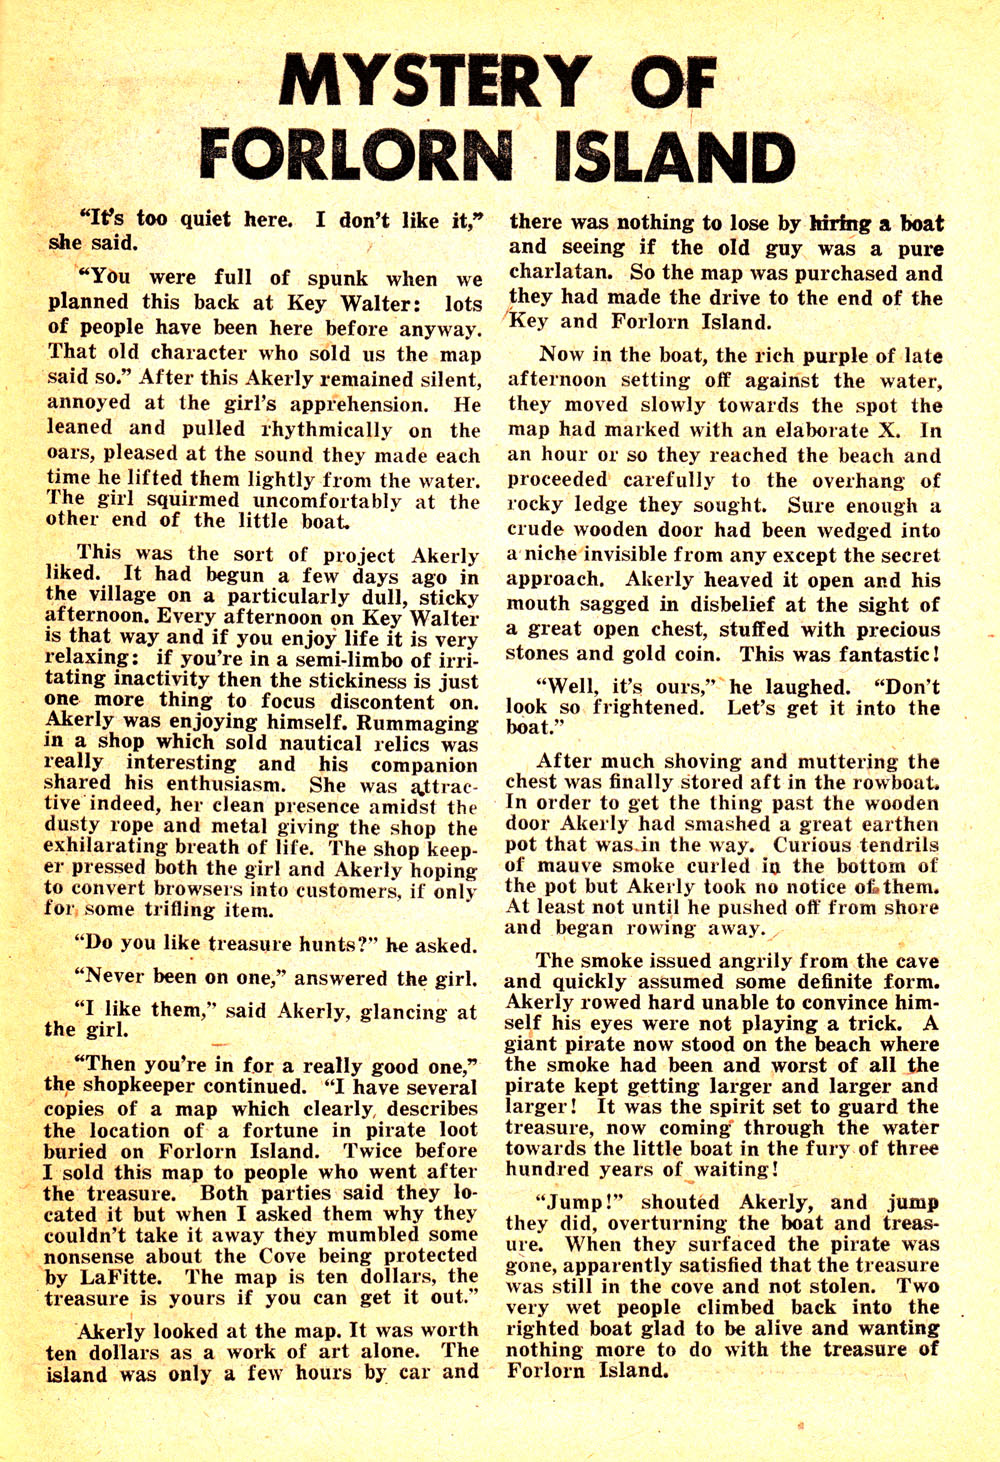 MYSTERY OF
FORLORN ISLAND
“It’s too quiet here. I don’t like it,”
she said.
“You were full of spunk when we
planned this back at Key Walter: lots
of people have been here before anyway.
That old character who sold us the map
said so.” After this Akerly remained silent,
annoyed at the girl’s apprehension. He
leaned and pulled rhythmically on the
oars, pleased at the sound they made each
time he lifted them lightly from the water.
The girl squirmed uncomfortably at the
other end of the little boat.
This was the sort of project Akerly
liked. It had begun a few days ago in
the village on a particularly dull, sticky
afternoon. Every afternoon on Key Walter
is that way and if you enjoy life it is very
relaxing: if you’re in a semi-limbo of irri-
tating inactivity then the stickiness is just
one more thing to focus discontent on.
Akerly was enjoying himself. Rummaging
in a shop which sold nautical relics was
really interesting and his companion
shared his enthusiasm. She was attrac-
tive indeed, her clean presence amidst the
dusty rope and metal giving the shop the
exhilarating breath of life. The shop keep-
er pressed both the girl and Akerly hoping
to convert browsers into customers, if only
for some trifling item.
“Do you like treasure hunts?” he asked.
“Never been on one,” answered the girl.
“I like them,” said Akerly, glancing at
the girl.
“Then you’re in for a really good one,”
the shopkeeper continued. “I have several
copies of a map which clearly describes
the location of a fortune in pirate loot
buried on Forlorn Island. Twice before
I sold this map to people who went after
the treasure. Both parties said they lo-
cated it but when I asked them why they
couldn’t take it away they mumbled some
nonsense about the Cove being protected
by LaFitte. The map is ten dollars, the
treasure is yours if you can get it out.”
Akerly looked at the map. It was worth
ten dollars as a work of art alone. The
island was only a few hours by car and
there was nothing to lose by hiring a boat
and seeing if the old guy was a pure
charlatan. So the map was purchased and
they had made the drive to the end of the
Key and Forlorn Island.
Now in the boat, the rich purple of late
afternoon setting off against the water,
they moved slowly towards the spot the
map had marked with an elaborate X. In
an hour or so they reached the beach and
proceeded carefully to the overhang of
rocky ledge they sought. Sure enough a
crude wooden door had been wedged into
a niche invisible from any except the secret
approach. Akerly heaved it open and his
mouth sagged in disbelief at the sight of
a great open chest, stuffed with precious
stones and gold coin. This was fantastic!
“Well, it’s ours,” he laughed. “Don’t
look so frightened. Let’s get it into the
boat.”
After much shoving and muttering the
chest was finally stored aft in the rowboat.
In order to get the thing past the wooden
door Akerly had smashed a great earthen
pot that was in the way. Curious tendrils
of mauve smoke curled in the bottom of
the pot but Akerly took no notice of them.
At least not until he pushed off from shore
and began rowing away.
The smoke issued angrily from the cave
and quickly assumed some definite form.
Akerly rowed hard unable to convince him-
self his eyes were not playing a trick. A
giant pirate now stood on the beach where
the smoke had been and worst of all the
pirate kept getting larger and larger and
larger! It was the spirit set to guard the
treasure, now coming through the water
towards the little boat in the fury of three
hundred years of waiting!
“Jump!” shouted Akerly, and jump
they did, overturning the boat and treas-
ure. When they surfaced the pirate was
gone, apparently satisfied that the treasure
was still in the cove and not stolen. Two
very wet people climbed back into the
righted boat glad to be alive and wanting
nothing more to do with the treasure of
Forlorn Island.